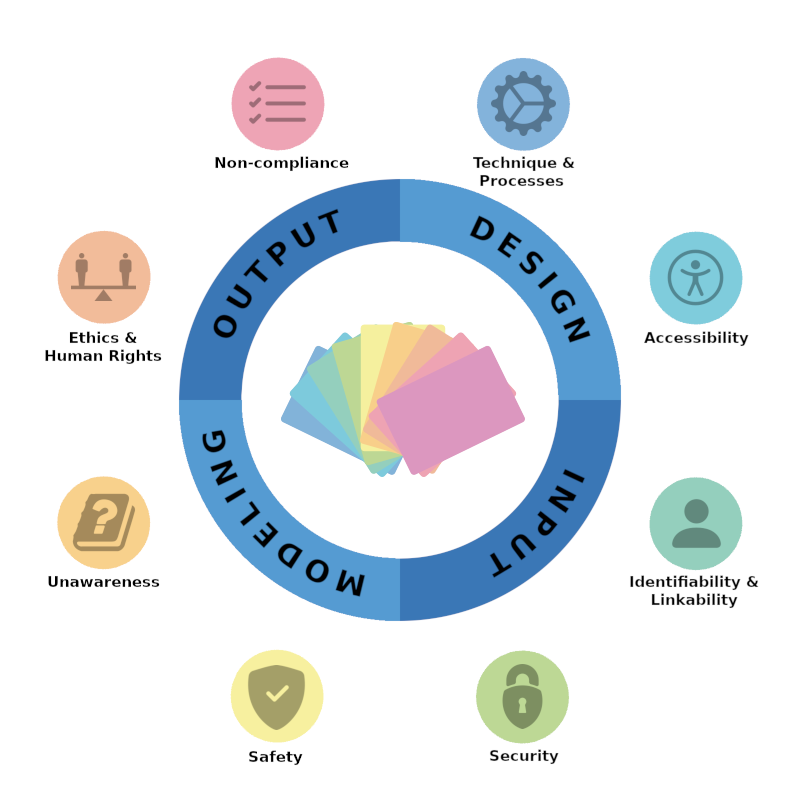 Non-compliance
Technique &
Processes
OUTPUT
DESIGN
Ethics &
Human Rights
Accessibility
MODELING
INPUT
Unawareness
Identifiability &
Linkability
Safety
Security